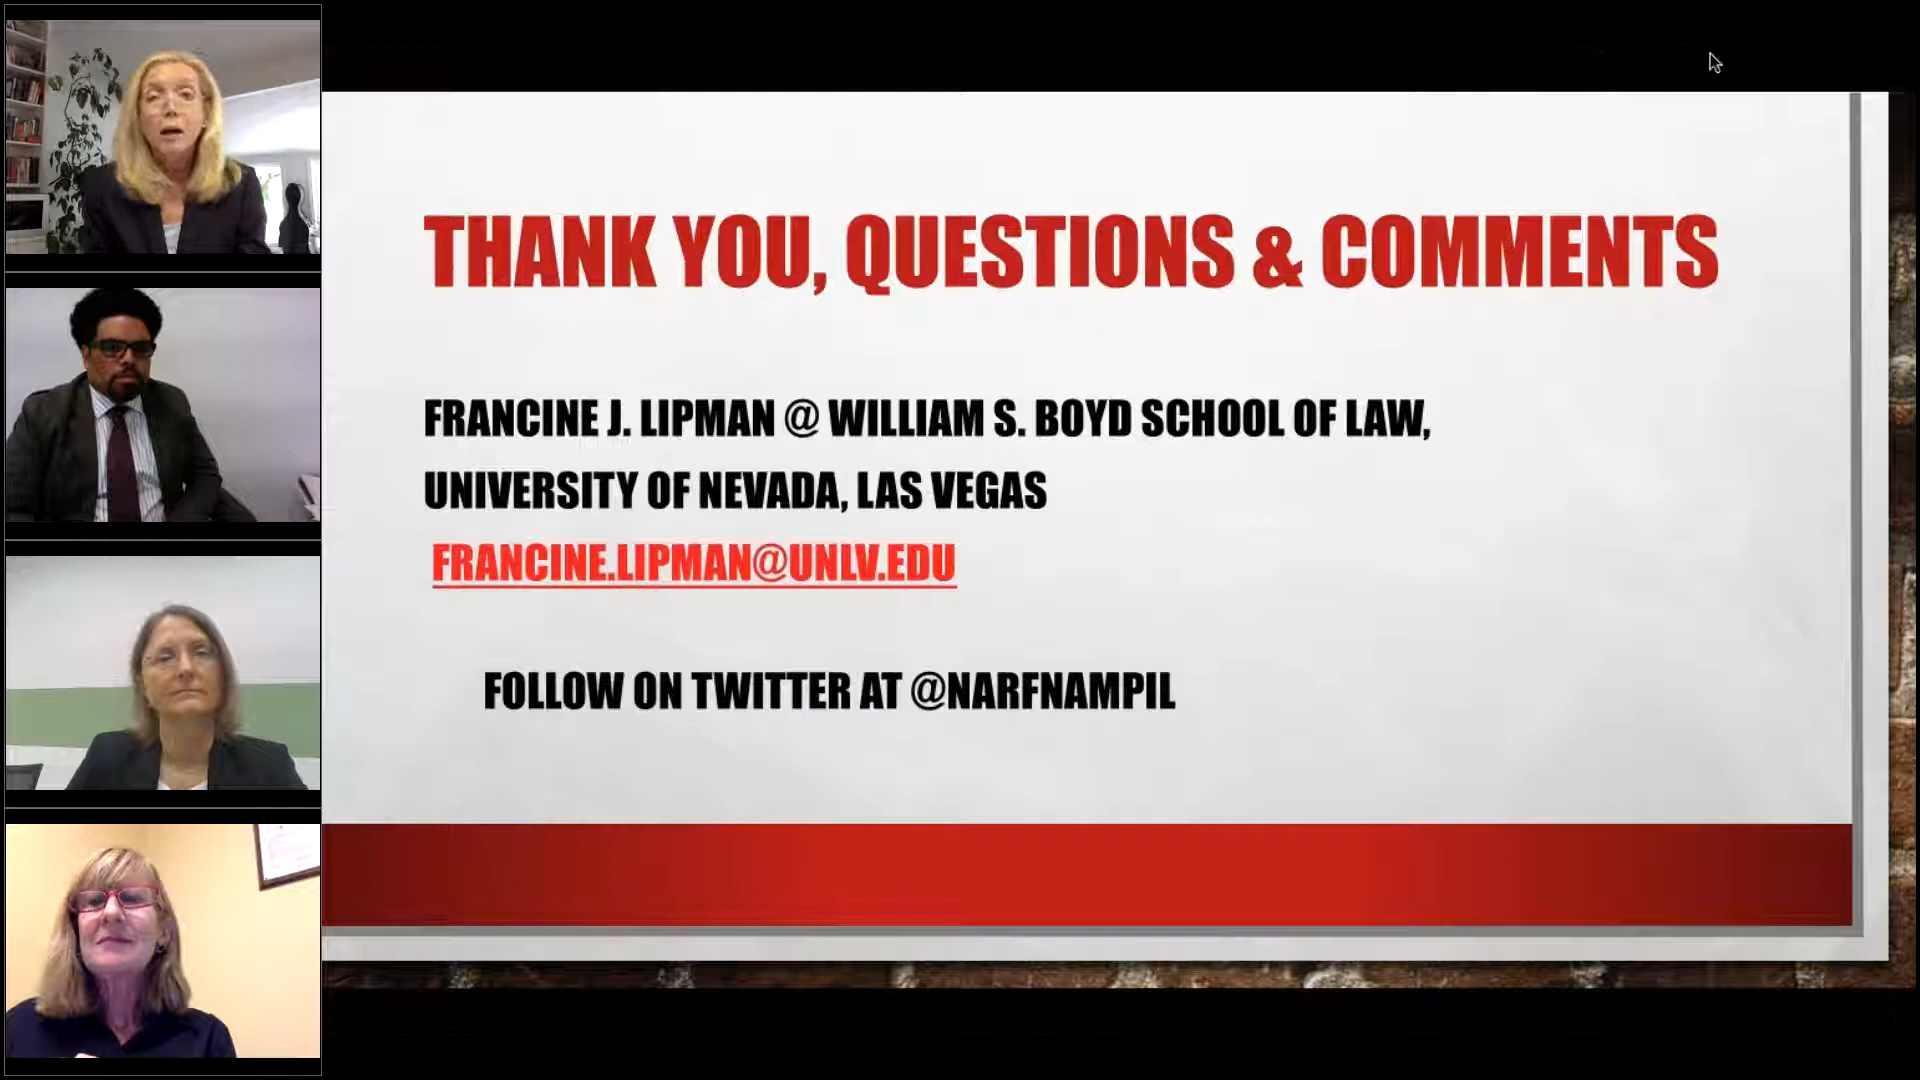 THANK YOU, QUESTIONS & COMMENTS
FRANCINE J. LIPMAN @ WILLIAM S. BOYD SCHOOL OF LAW,
UNIVERSITY OF NEVADA, LAS VEGAS
FRANCINE.LIPMAN@UNLV.EDU
FOLLOW ON TWITTER AT @NARFNAMPIL